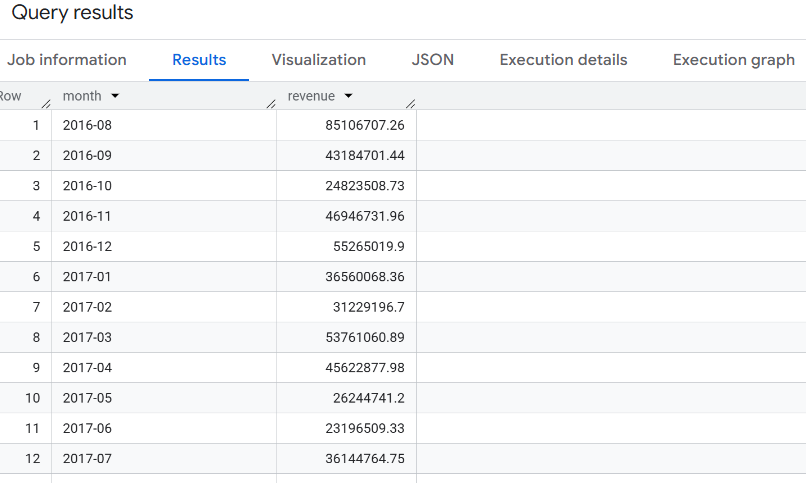 Query results
Job information Results Visualization JSON Execution details Execution graph
Row month revenue
1 2016-08 85106707.26
2 2016-09 43184701.44
3 2016-10 24823508.73
4 2016-11 46946731.96
5 2016-12 55265019.9
6 2017-01 36560068.36
7 2017-02 31229196.7
8 2017-03 53761060.89
9 2017-04 45622877.98
10 2017-05 26244741.2
11 2017-06 23196509.33
12 2017-07 36144764.75